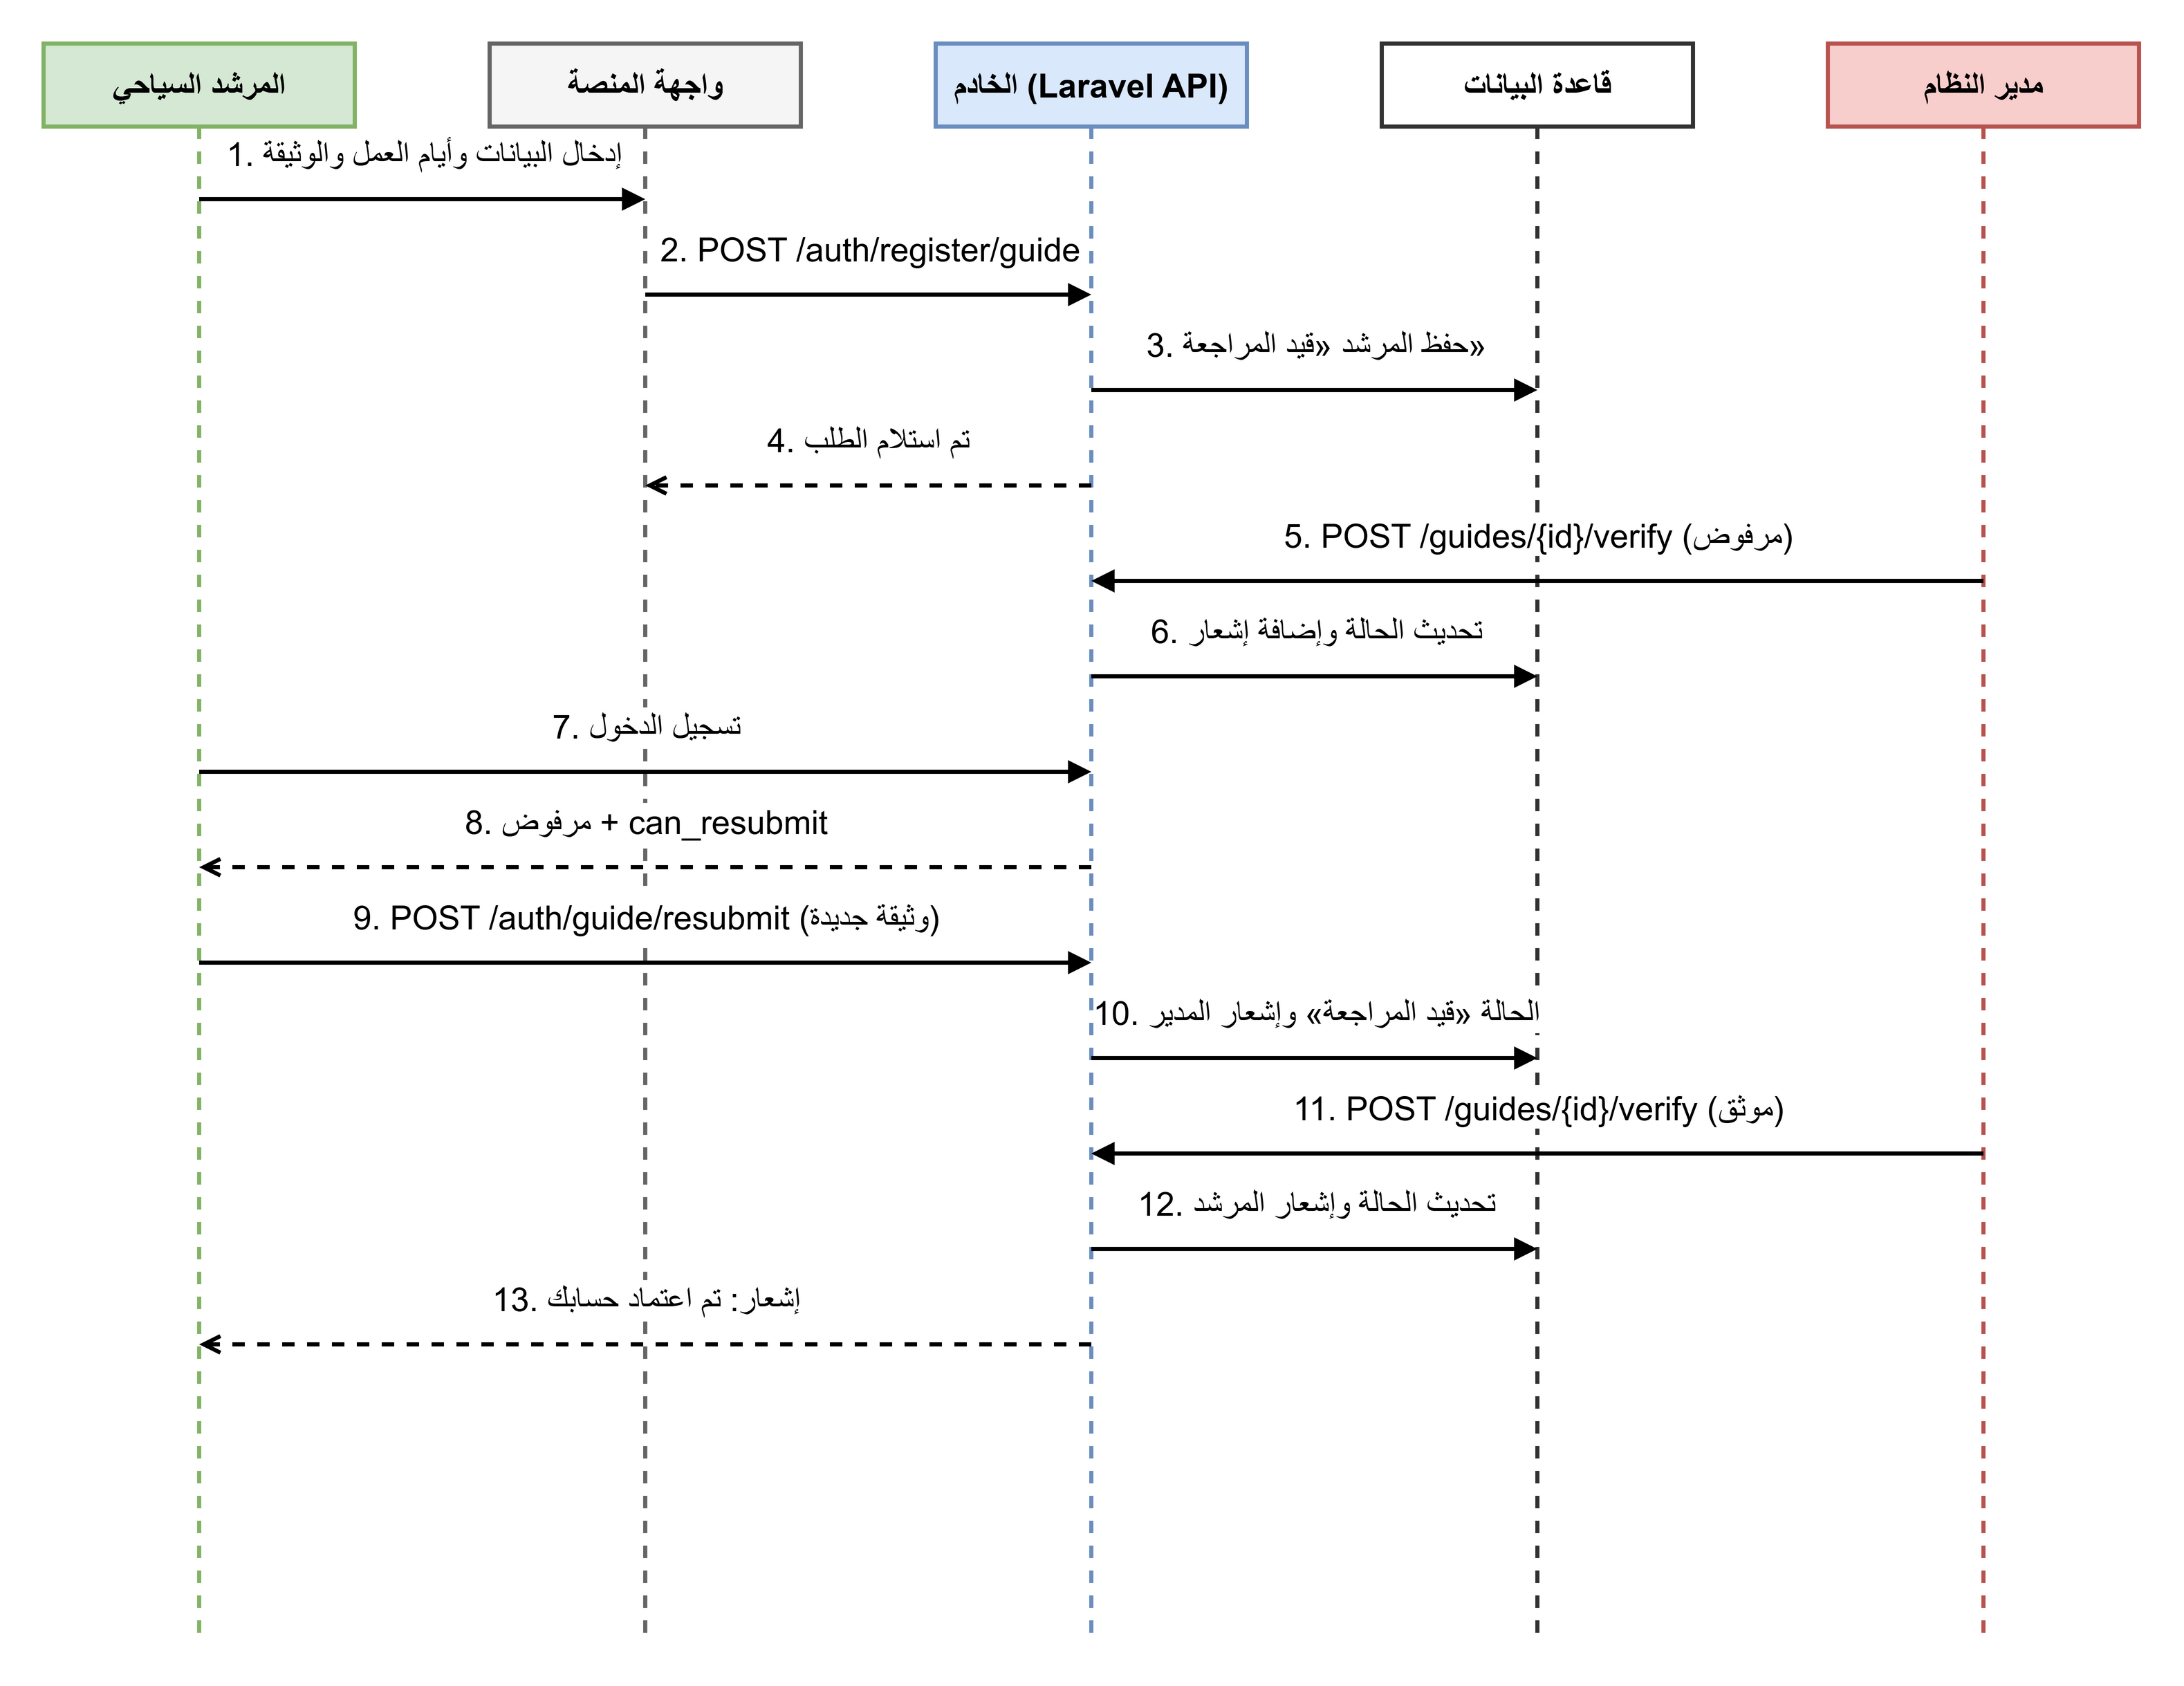 المرشد السياحي
واجهة المنصة
الخادم (Laravel API)
قاعدة البيانات
مدير النظام
1. إدخال البيانات وأيام العمل والوثيقة
2. POST /auth/register/guide
3. حفظ المرشد «قيد المراجعة»
4. تم استلام الطلب
5. POST /guides/{id}/verify (مرفوض)
6. تحديث الحالة وإضافة إشعار
7. تسجيل الدخول
8. مرفوض + can_resubmit
9. POST /auth/guide/resubmit (وثيقة جديدة)
10. الحالة «قيد المراجعة» وإشعار المدير
11. POST /guides/{id}/verify (موثق)
12. تحديث الحالة وإشعار المرشد
13. إشعار: تم اعتماد حسابك